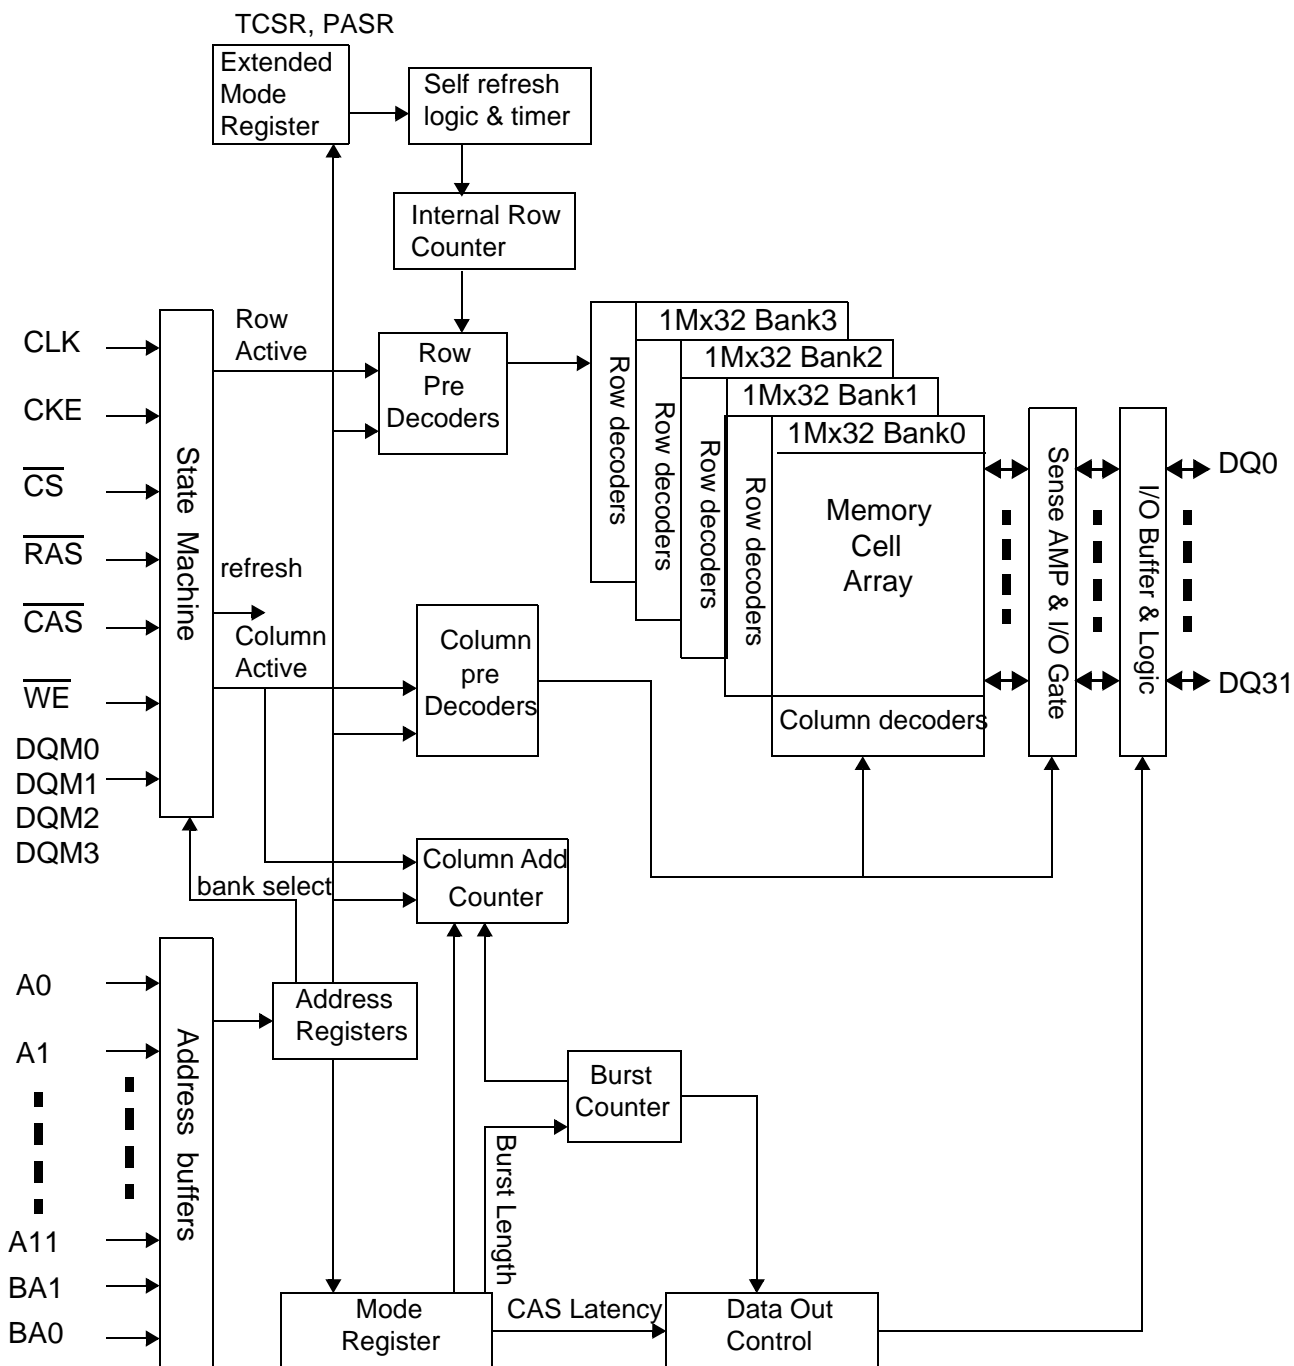 TCSR, PASR
Extended
Mode
Register
Self refresh
logic & timer
Internal Row
Counter
CLK
CKE
CS
RAS
CAS
WE
DQM0
DQM1
DQM2
DQM3
State Machine
Row
Active
refresh
Column
Active
bank select
Row
Pre
Decoders
Column
pre
Decoders
Column Add
Counter
Row decoders
1Mx32 Bank3
Row decoders
1Mx32 Bank2
Row decoders
1Mx32 Bank1
Row decoders
1Mx32 Bank0
Memory
Cell
Array
Column decoders
Sense AMP & I/O Gate
I/O Buffer & Logic
DQ0
DQ31
A0
A1
A11
BA1
BA0
Address buffers
Address
Registers
Burst
Counter
Burst Length
Mode
Register
CAS Latency
Data Out
Control